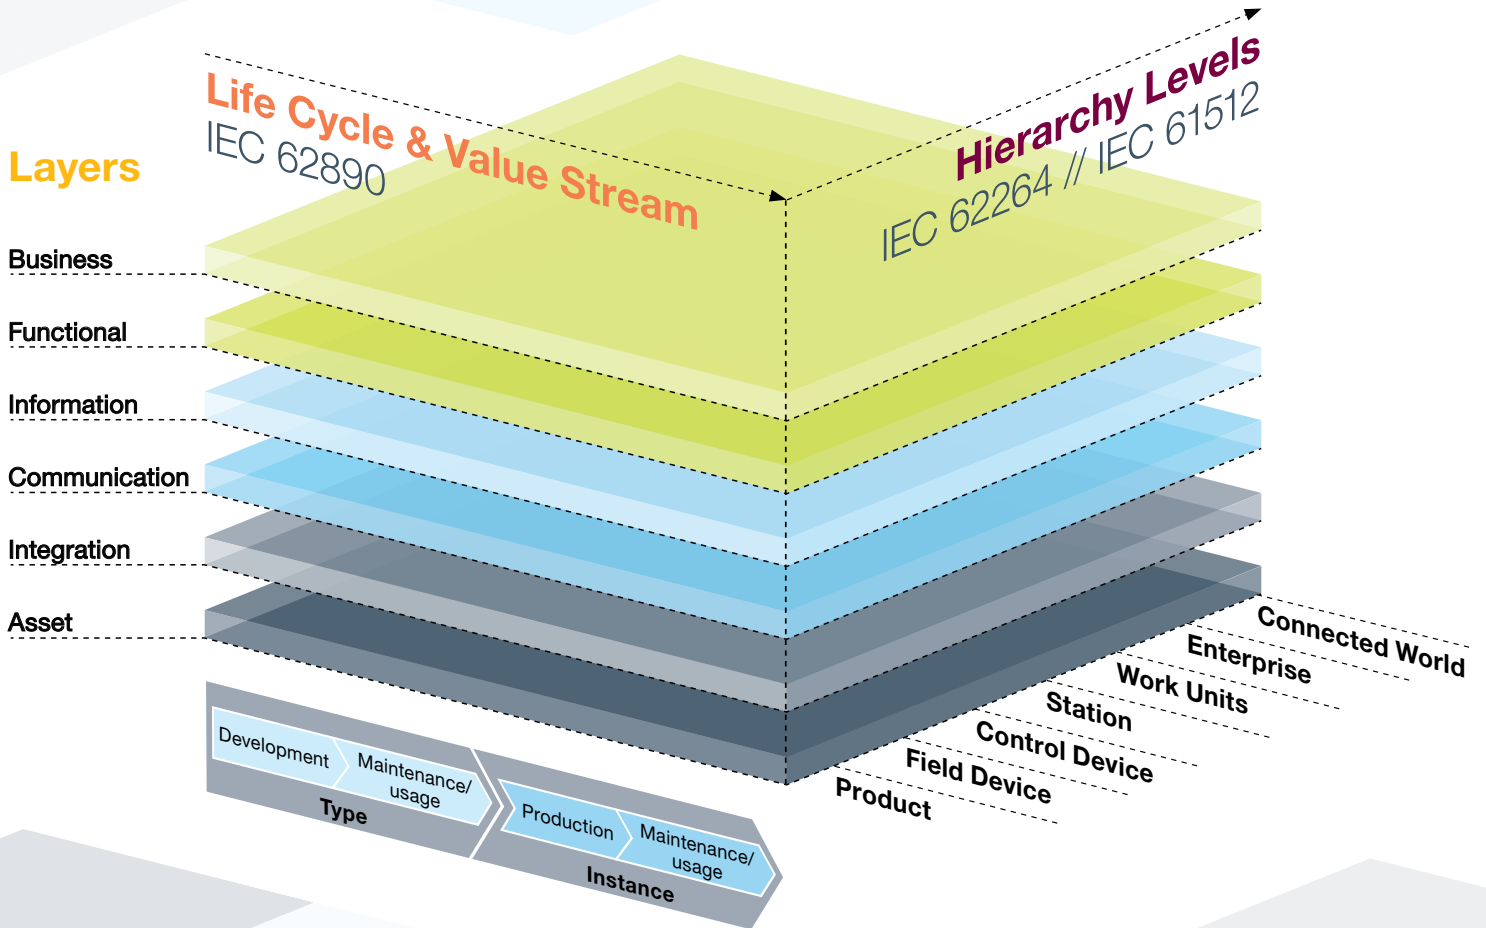 Life Cycle & Value Stream
IEC 62890
Hierarchy Levels
IEC 62264 // IEC 61512
Layers
Business
Functional
Information
Communication
Integration
Asset
Connected World
Enterprise
Work Units
Station
Control Device
Field Device
Product
Development
Maintenance/
usage
Type
Production
Maintenance/
usage
Instance